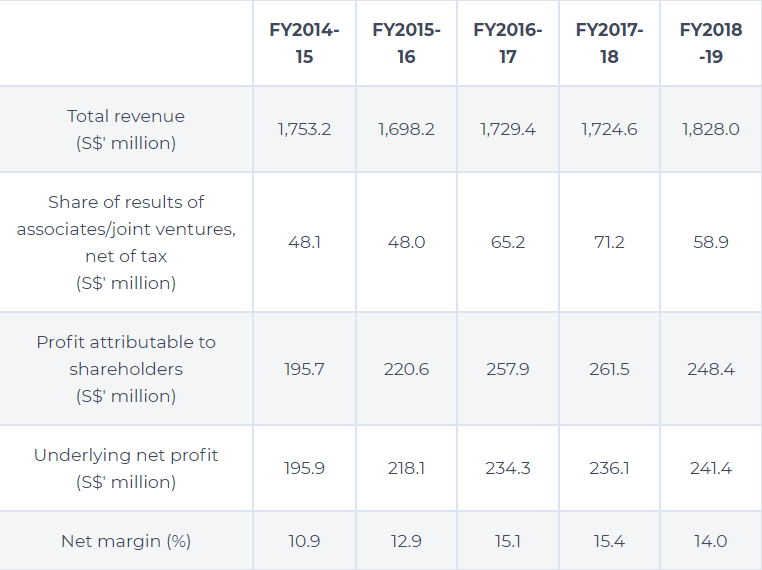 FY2014-
15
FY2015-
16
FY2016-
17
FY2017-
18
FY2018
-19
Total revenue
(S$' million)
1,753.2
1,698.2
1,729.4
1,724.6
1,828.0
Share of results of
associates/joint ventures,
net of tax
(S$' million)
48.1
48.0
65.2
71.2
58.9
Profit attributable to
shareholders
(S$' million)
195.7
220.6
257.9
261.5
248.4
Underlying net profit
(S$' million)
195.9
218.1
234.3
236.1
241.4
Net margin (%)
10.9
12.9
15.1
15.4
14.0